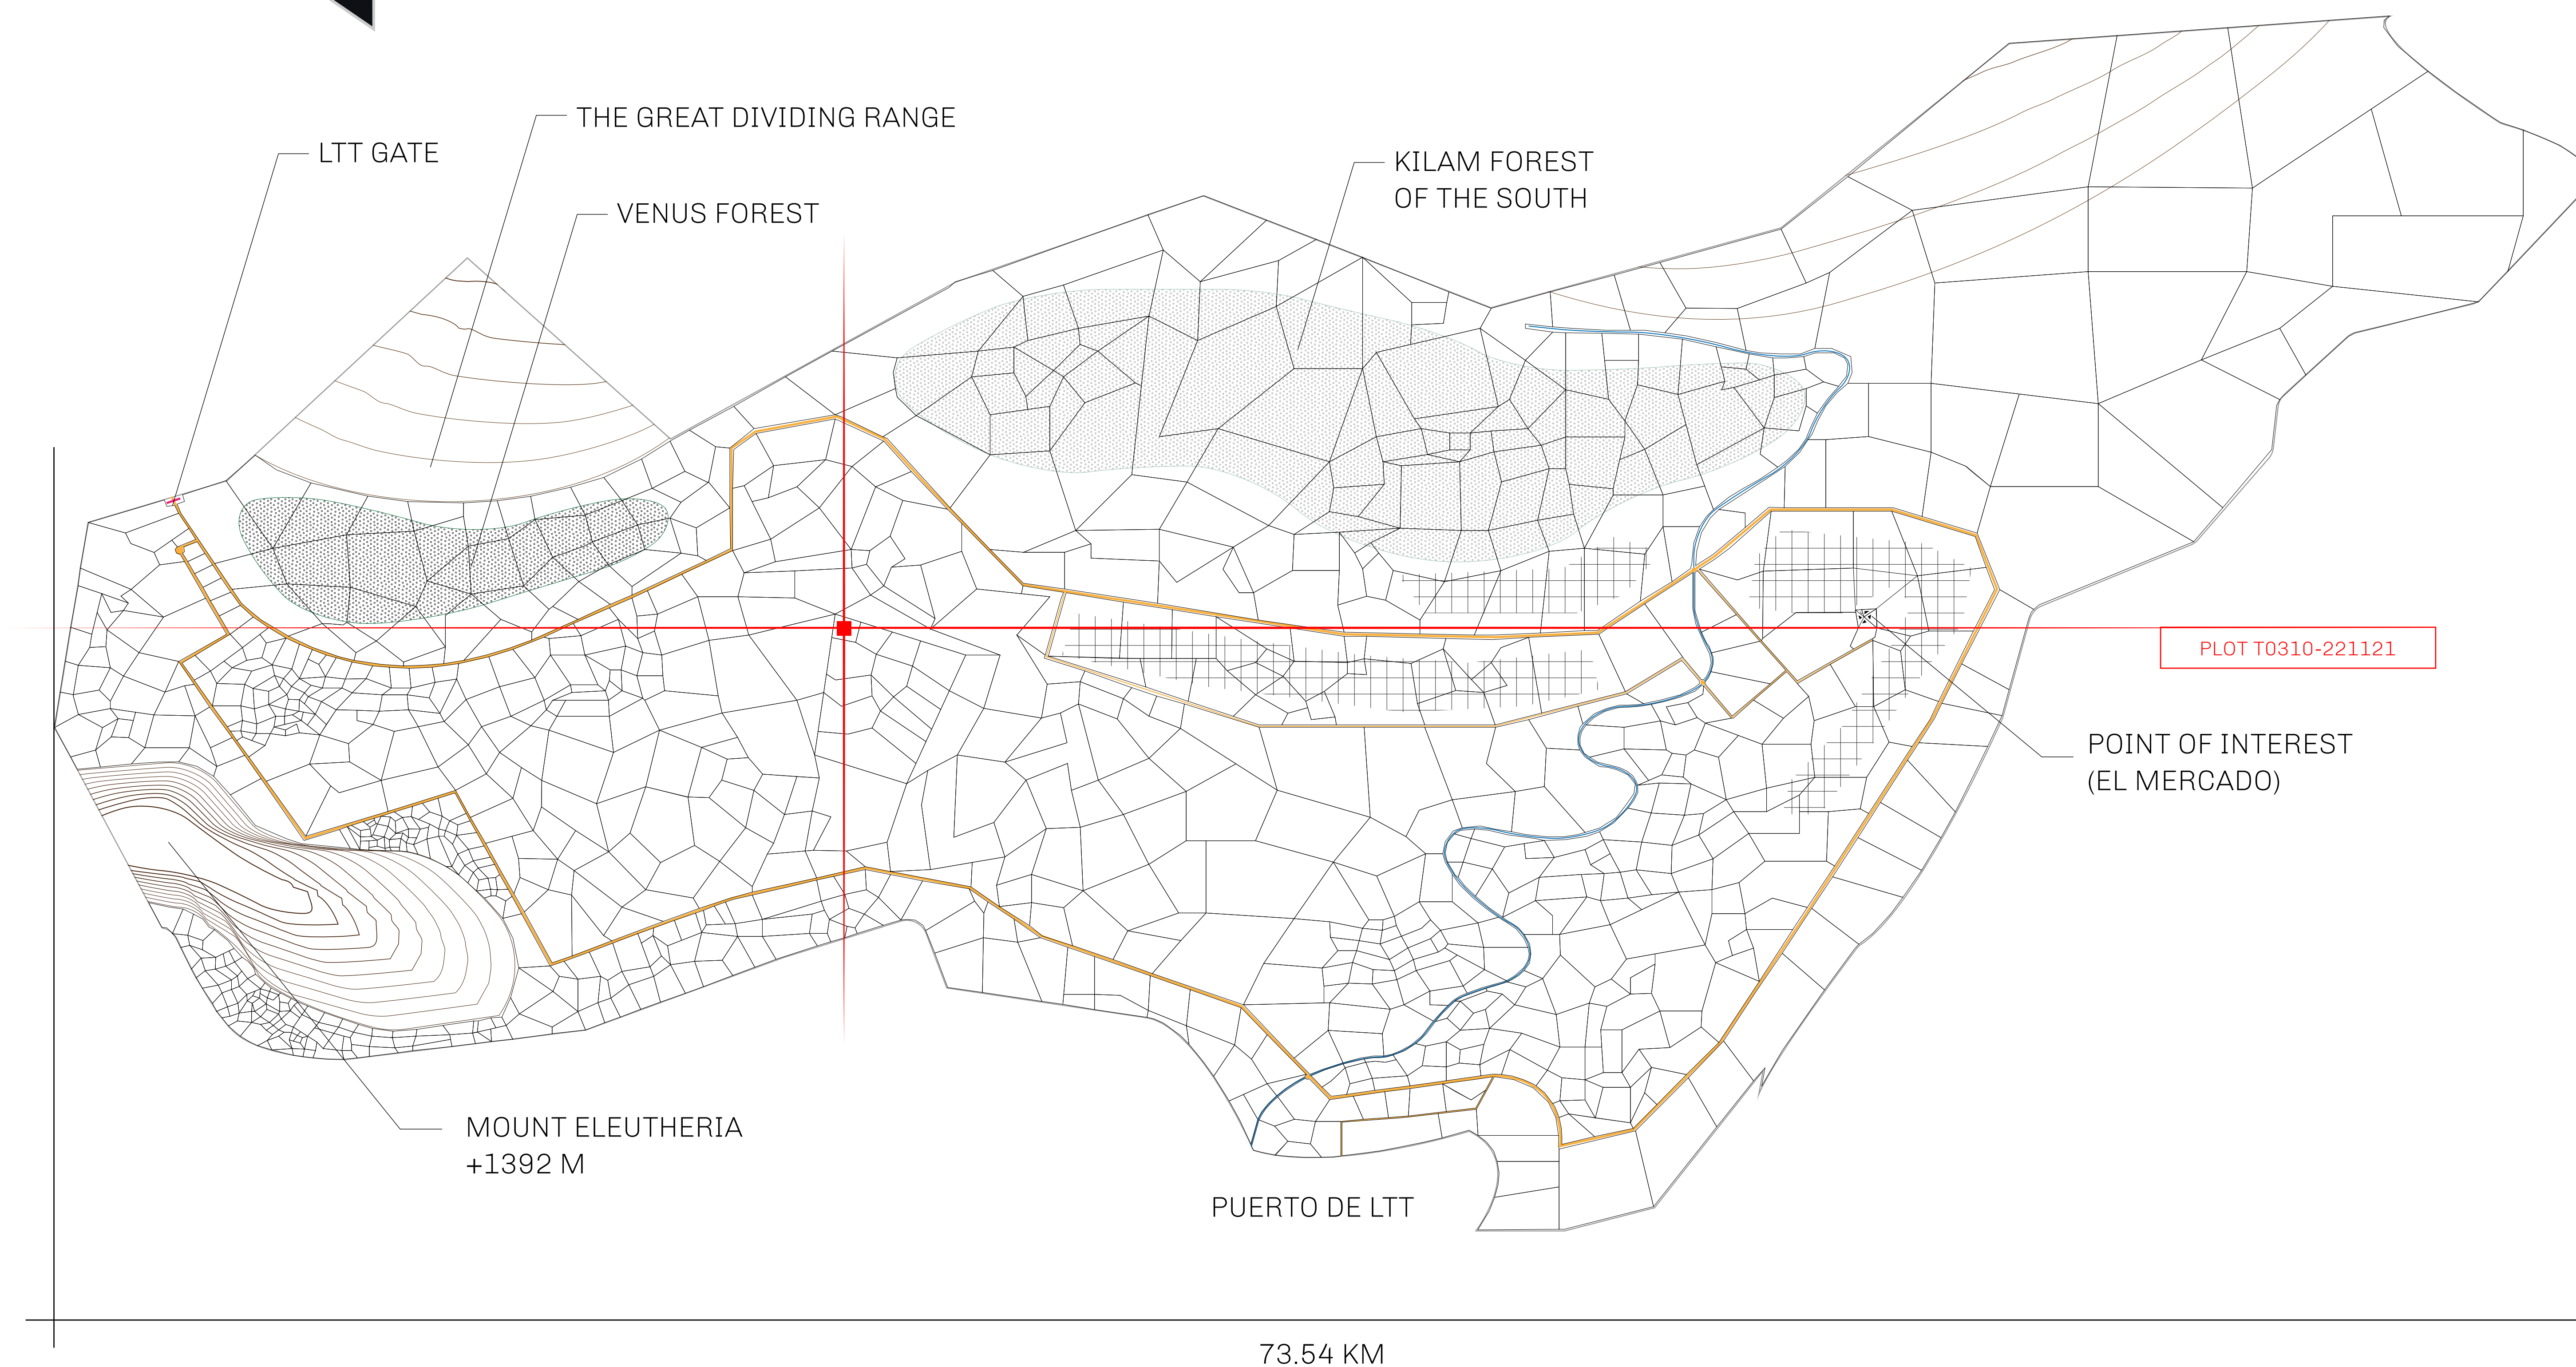 THE GREAT DIVIDING RANGE
LTT GATE
KILAM FOREST
OF THE SOUTH
VENUS FOREST
PLOT T0310-221121
POINT OF INTEREST
(EL MERCADO)
MOUNT ELEUTHERIA
+1392 M
PUERTO DE LTT
73.54 KM